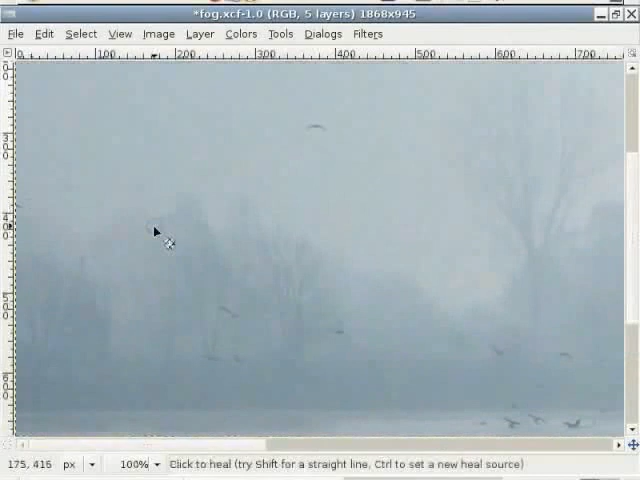 *fog.xcf-1.0 (RGB, 5 layers) 1868x945
File Edit Select View Image Layer Colors Tools Dialogs Filters
0 100 200 300 400 500 600 700
175, 416 px 100% Click to heal (try Shift for a straight line, Ctrl to set a new heal source)